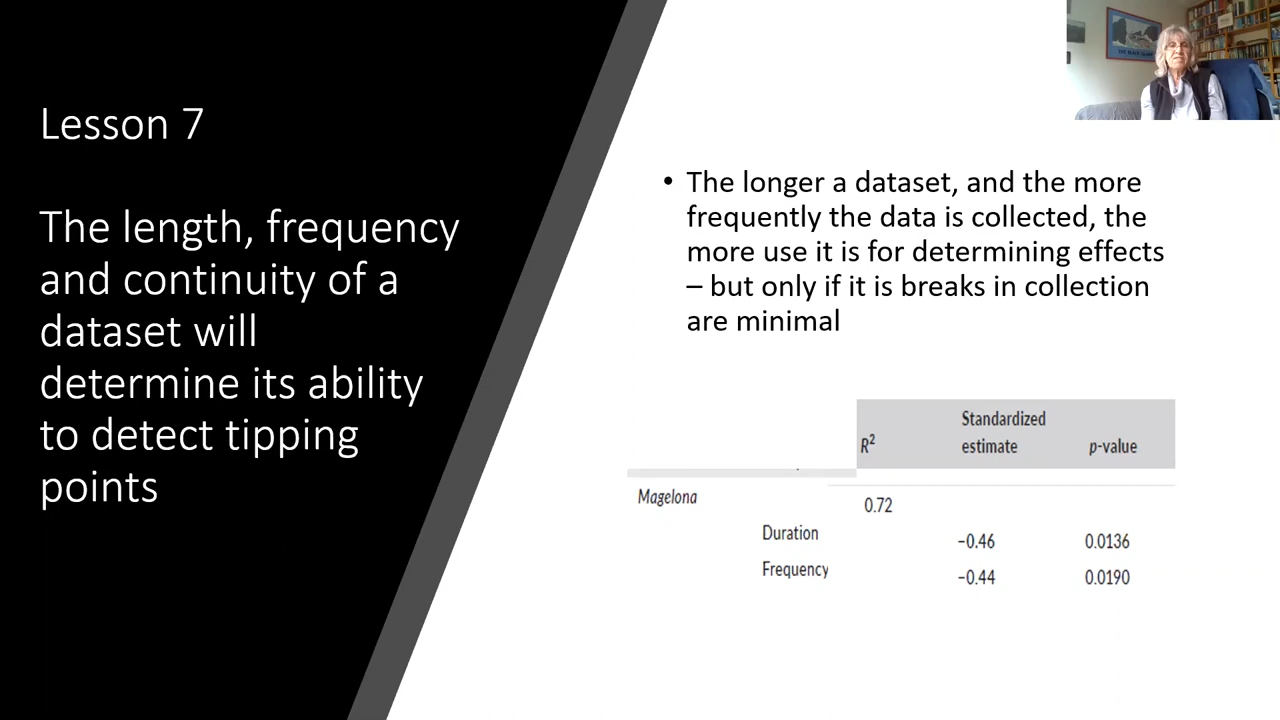 Lesson 7
The length, frequency
and continuity of a
dataset will
determine its ability
to detect tipping
points
• The longer a dataset, and the more
frequently the data is collected, the
more use it is for determining effects
– but only if it is breaks in collection
are minimal
R² Standardized estimate p-value
Magelona 0.72
Duration −0.46 0.0136
Frequency −0.44 0.0190